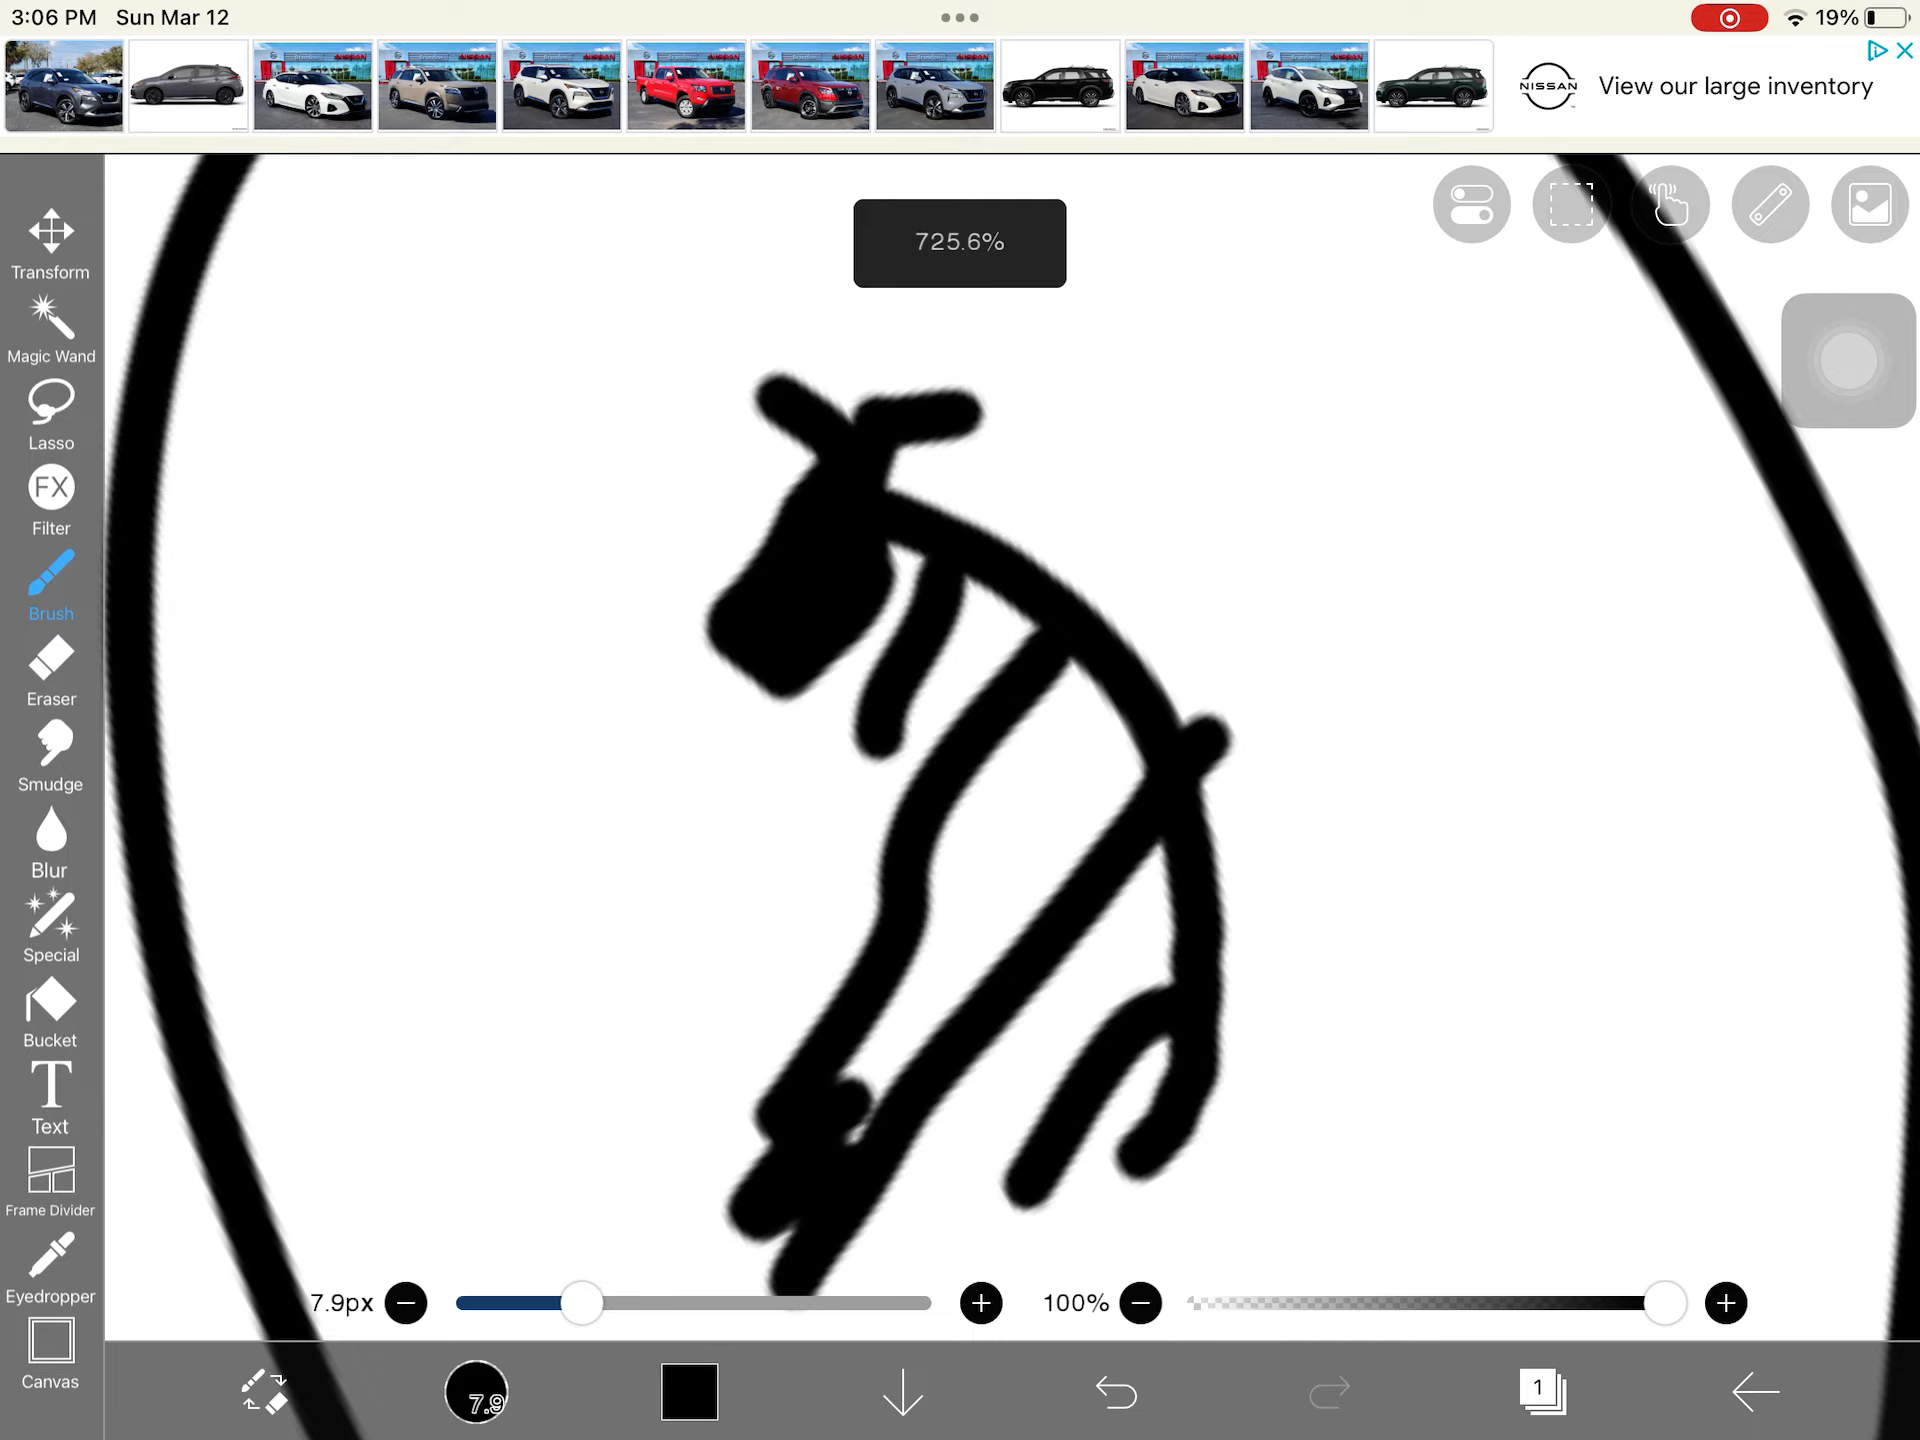 3:06 PM Sun Mar 12
19%
NISSAN
View our large inventory
725.6%
Transform
Magic Wand
Lasso
FX
Filter
Brush
Eraser
Smudge
Blur
Special
Bucket
T
Text
Frame Divider
Eyedropper
Canvas
7.9px
100%
7.9
1